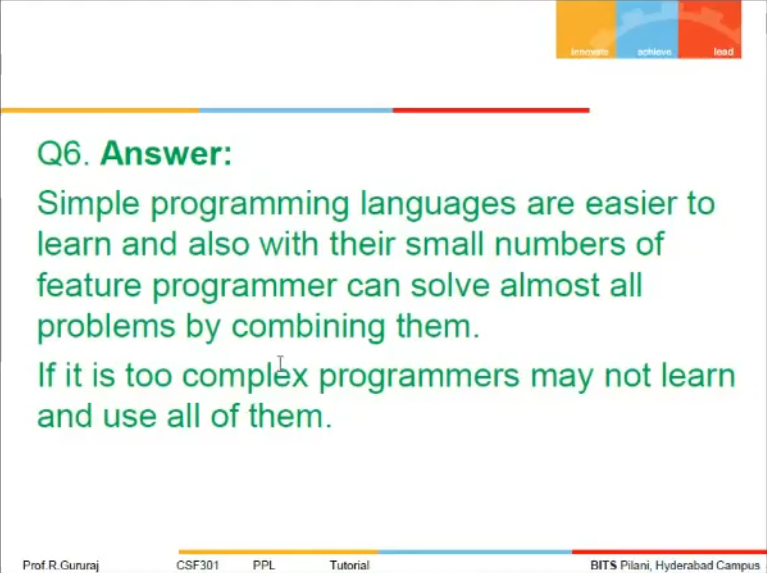 innovate achieve lead
Q6. Answer:
Simple programming languages are easier to
learn and also with their small numbers of
feature programmer can solve almost all
problems by combining them.
If it is too complex programmers may not learn
and use all of them.
Prof.R.Gururaj CSF301 PPL Tutorial BITS Pilani, Hyderabad Campus